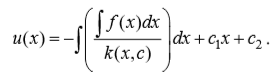 u(x) = -∫(∫f(x)dx / k(x,c))dx + c₁x + c₂.